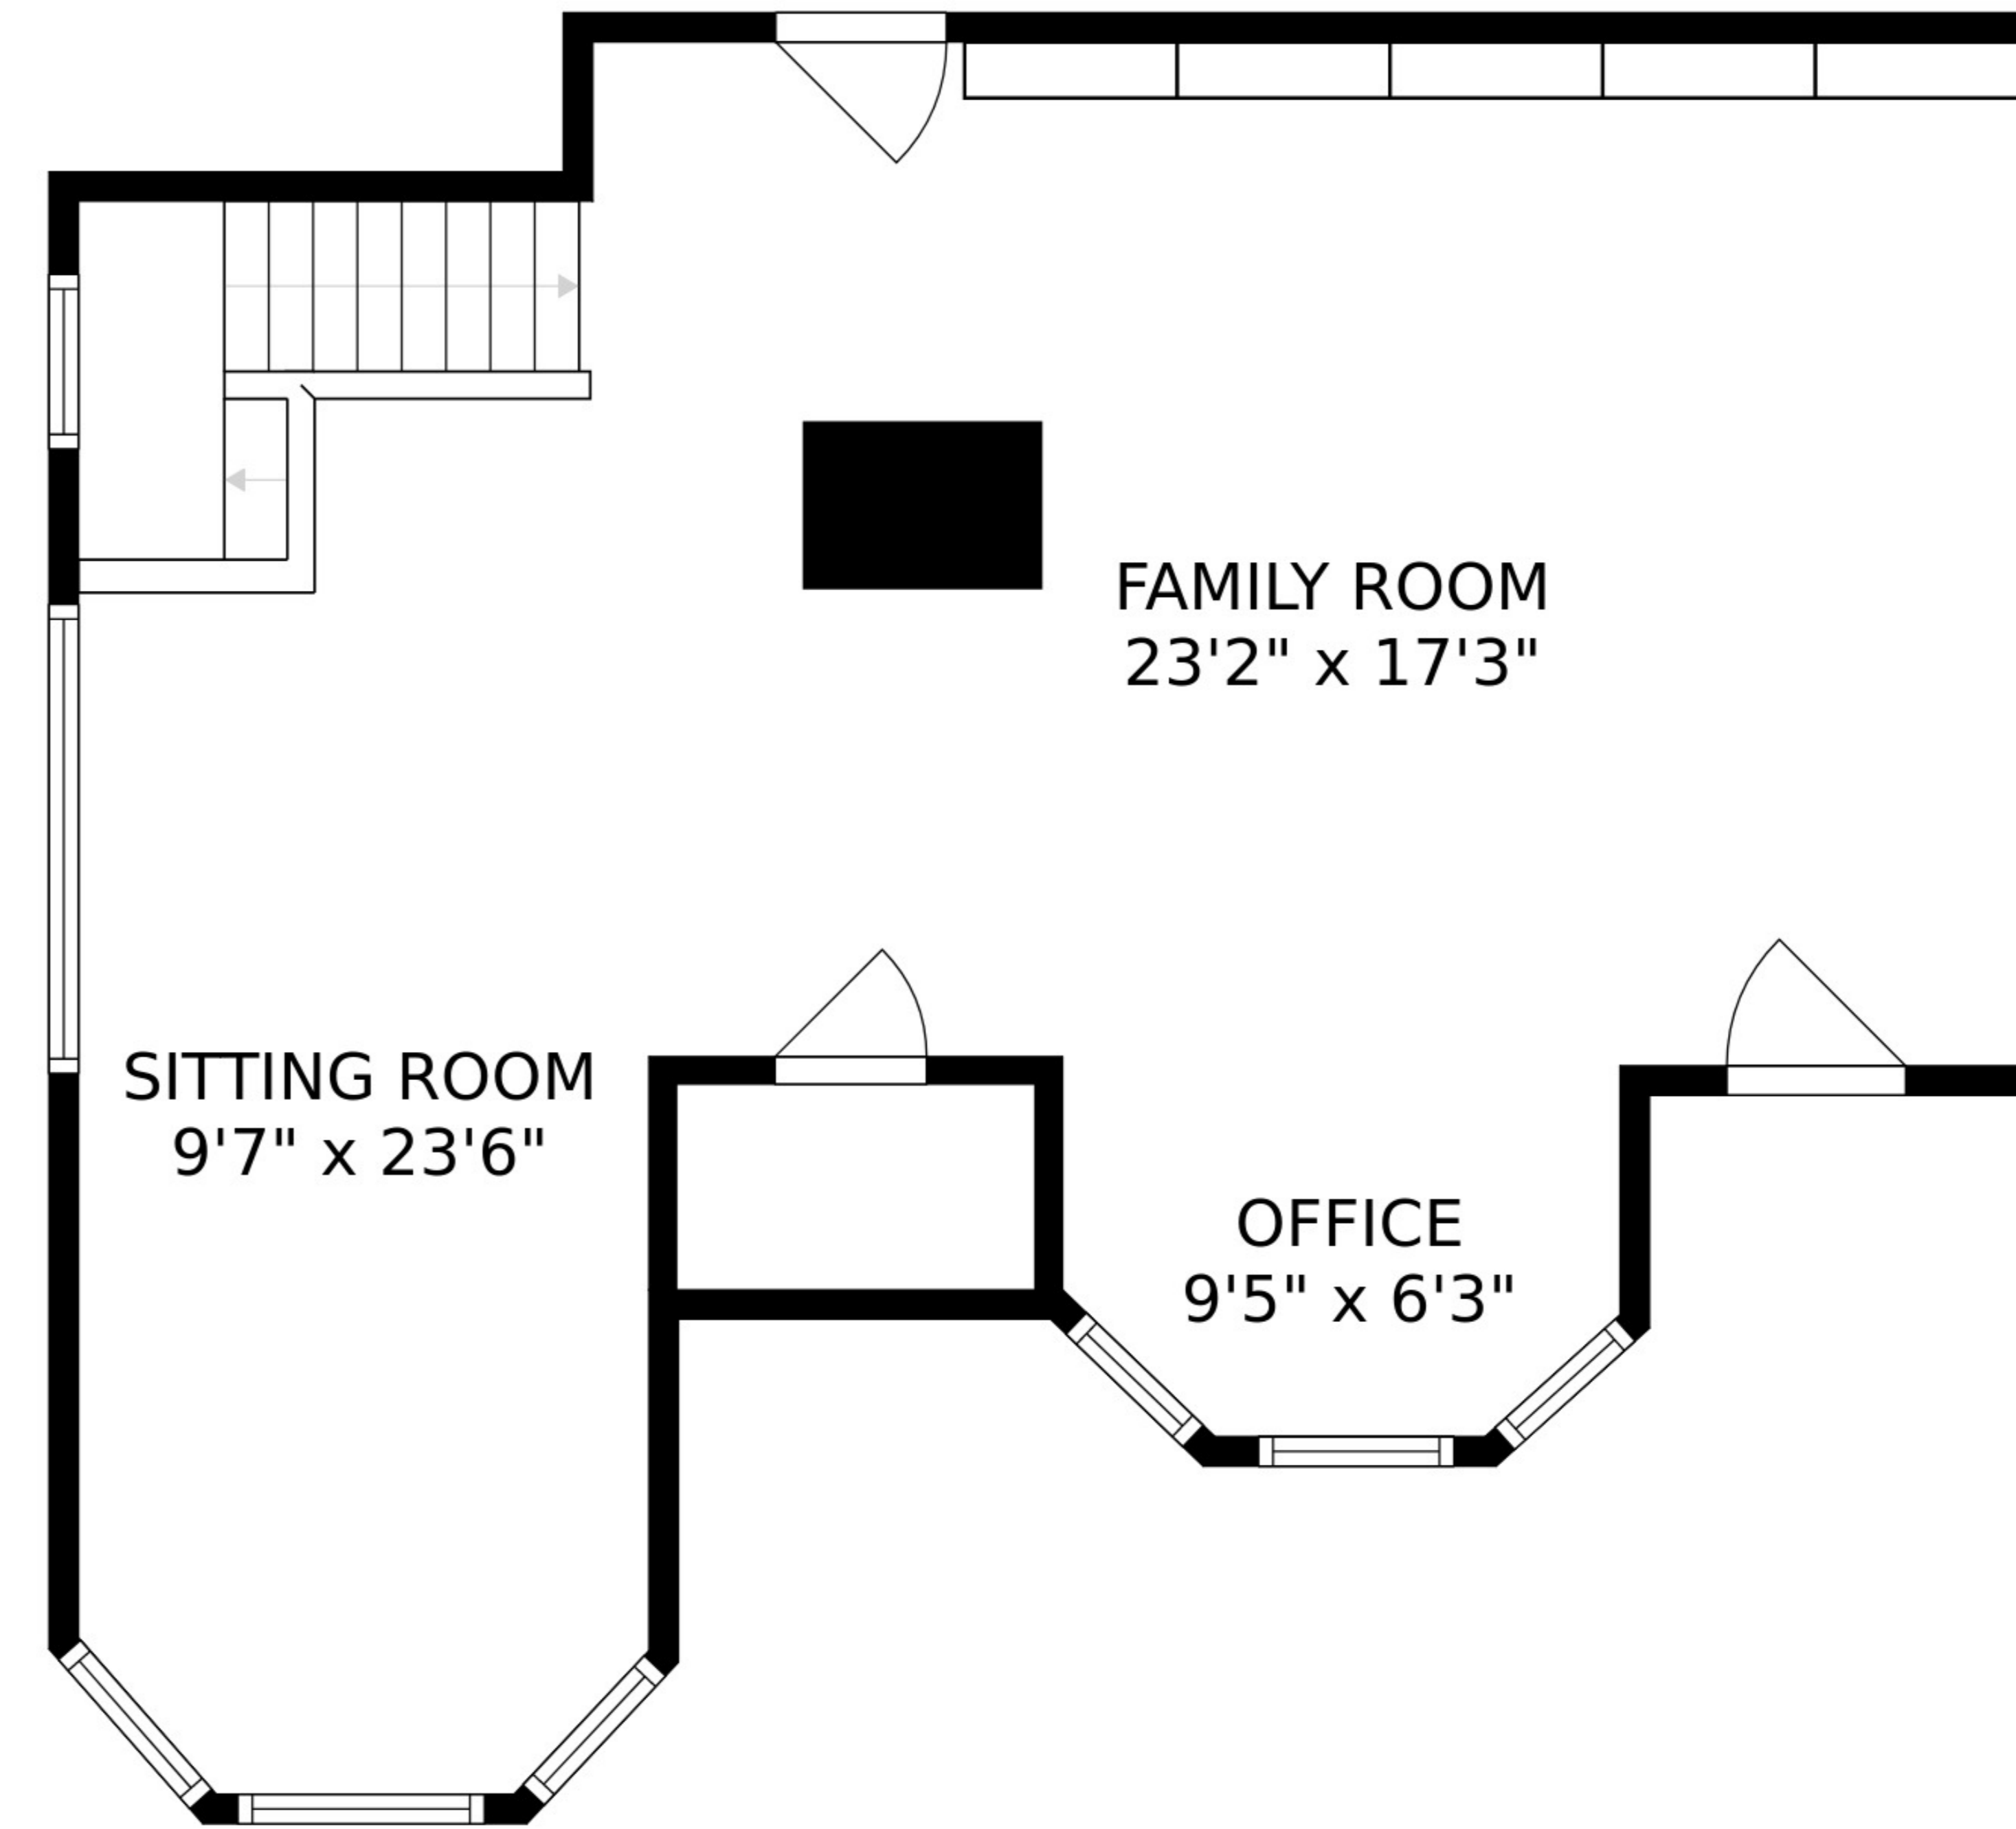 FAMILY ROOM
23'2" x 17'3"
SITTING ROOM
9'7" x 23'6"
OFFICE
9'5" x 6'3"